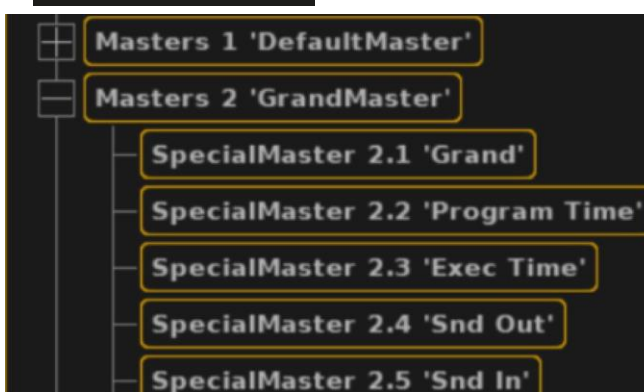 Masters 1 'DefaultMaster'
Masters 2 'GrandMaster'
SpecialMaster 2.1 'Grand'
SpecialMaster 2.2 'Program Time'
SpecialMaster 2.3 'Exec Time'
SpecialMaster 2.4 'Snd Out'
SpecialMaster 2.5 'Snd In'